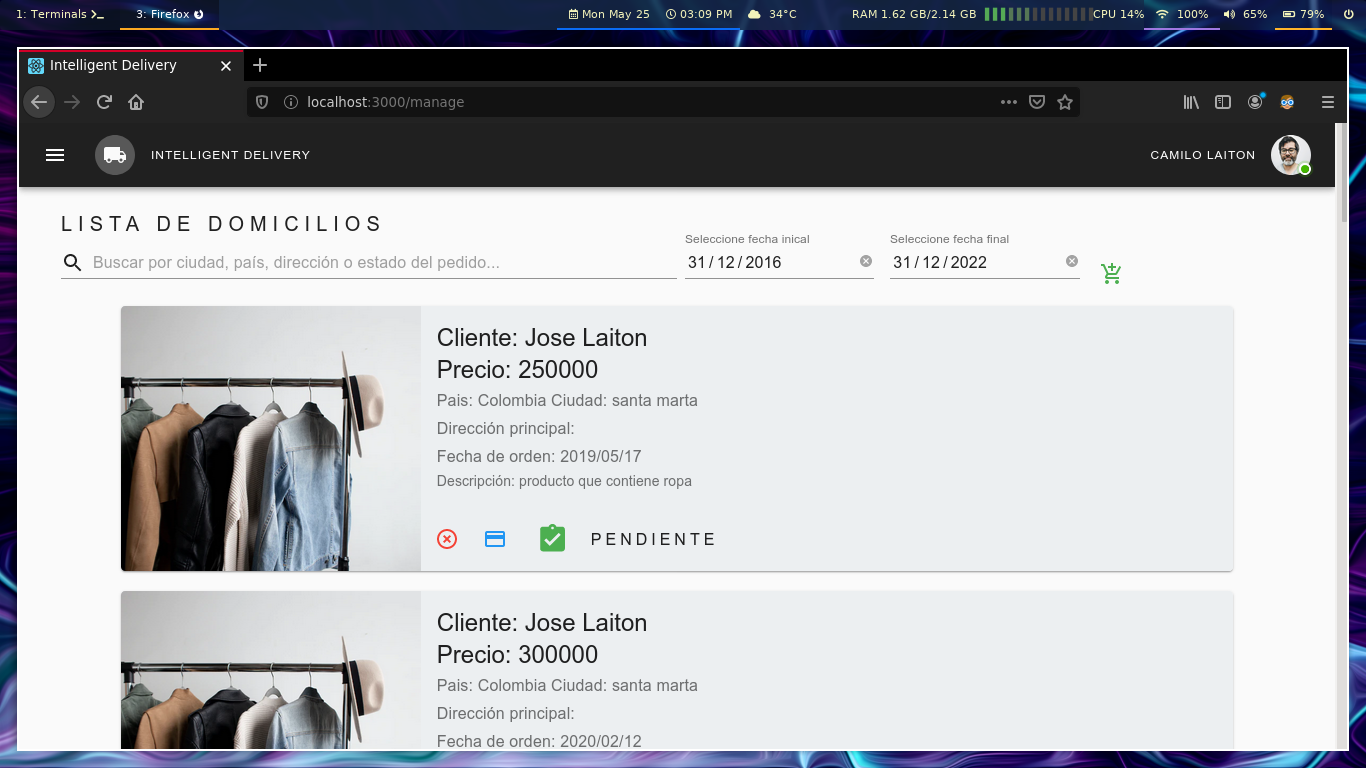 1: Terminals
3: Firefox
Mon May 25
03:09 PM
34°C
RAM 1.62 GB/2.14 GB
CPU 14%
100%
65%
79%
Intelligent Delivery
localhost:3000/manage
INTELLIGENT DELIVERY
CAMILO LAITON
LISTA DE DOMICILIOS
Buscar por ciudad, país, dirección o estado del pedido...
Seleccione fecha inical
31 / 12 / 2016
Seleccione fecha final
31 / 12 / 2022
Cliente: Jose Laiton
Precio: 250000
Pais: Colombia Ciudad: santa marta
Dirección principal:
Fecha de orden: 2019/05/17
Descripción: producto que contiene ropa
PENDIENTE
Cliente: Jose Laiton
Precio: 300000
Pais: Colombia Ciudad: santa marta
Dirección principal:
Fecha de orden: 2020/02/12